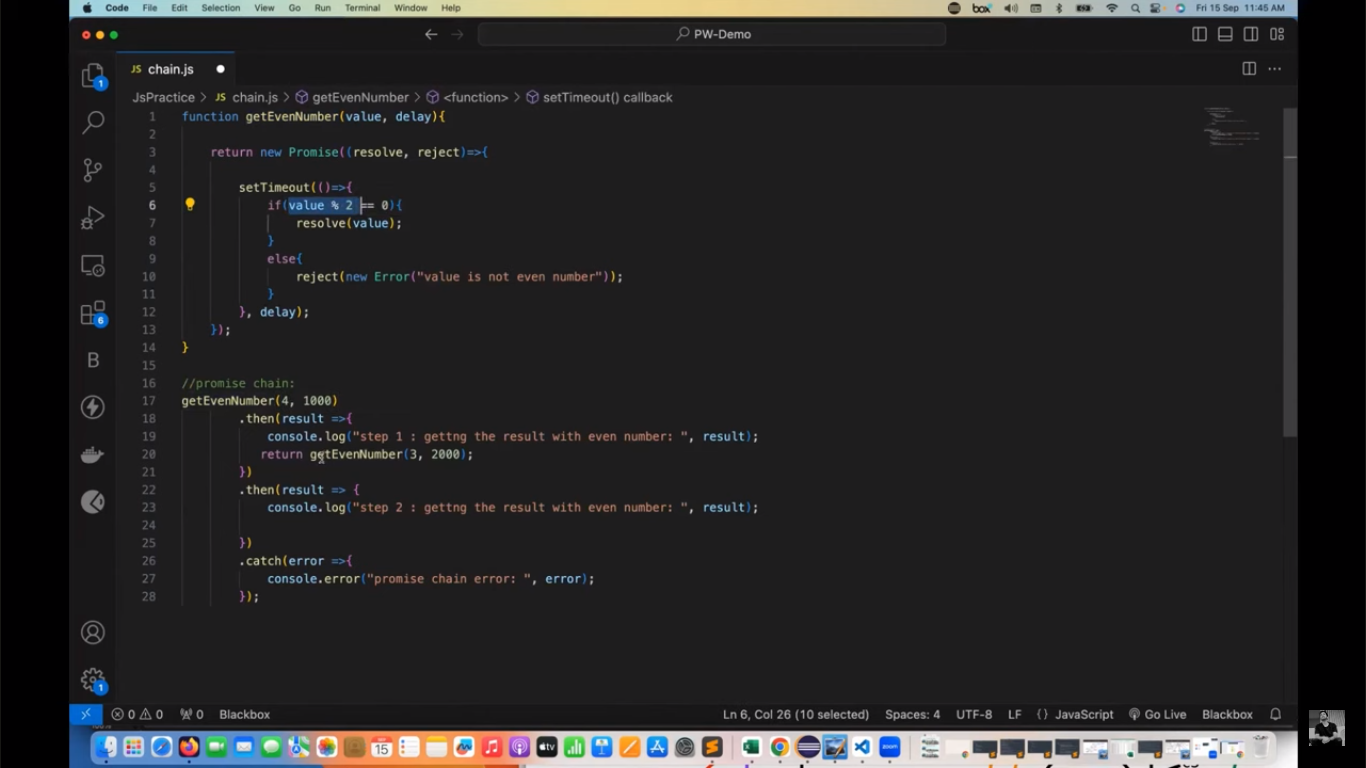 Code File Edit Selection View Go Run Terminal Window Help box Fri 15 Sep 11:45 AM
PW-Demo
JS chain.js
JsPractice > JS chain.js > getEvenNumber > <function> > setTimeout() callback
1 function getEvenNumber(value, delay){
2
3 return new Promise((resolve, reject)=>{
4
5 setTimeout(()=>{
6 if(value % 2 == 0){
7 resolve(value);
8 }
9 else{
10 reject(new Error("value is not even number"));
11 }
12 }, delay);
13 });
14 }
15
16 //promise chain:
17 getEvenNumber(4, 1000)
18 .then(result =>{
19 console.log("step 1 : gettng the result with even number: ", result);
20 return getEvenNumber(3, 2000);
21 })
22 .then(result => {
23 console.log("step 2 : gettng the result with even number: ", result);
24
25 })
26 .catch(error =>{
27 console.error("promise chain error: ", error);
28 });
1
6
B
1
0 0 0 Blackbox Ln 6, Col 26 (10 selected) Spaces: 4 UTF-8 LF {} JavaScript Go Live Blackbox
15 tv zoom